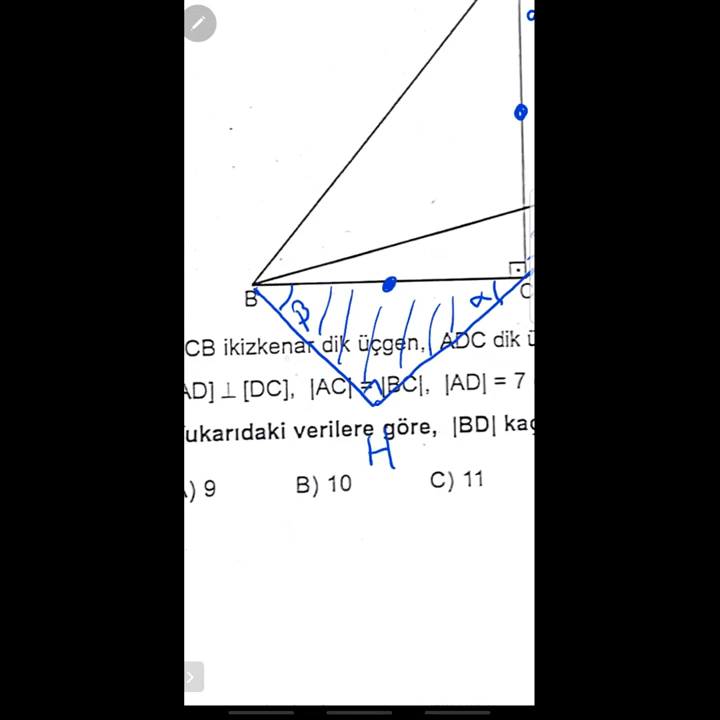 B
C
β
α
CB ikizkenar dik üçgen, ADC dik ü
AD] ⊥ [DC], |AC| = |BC|, |AD| = 7
ukarıdaki verilere göre, |BD| kaç
H
) 9 B) 10 C) 11